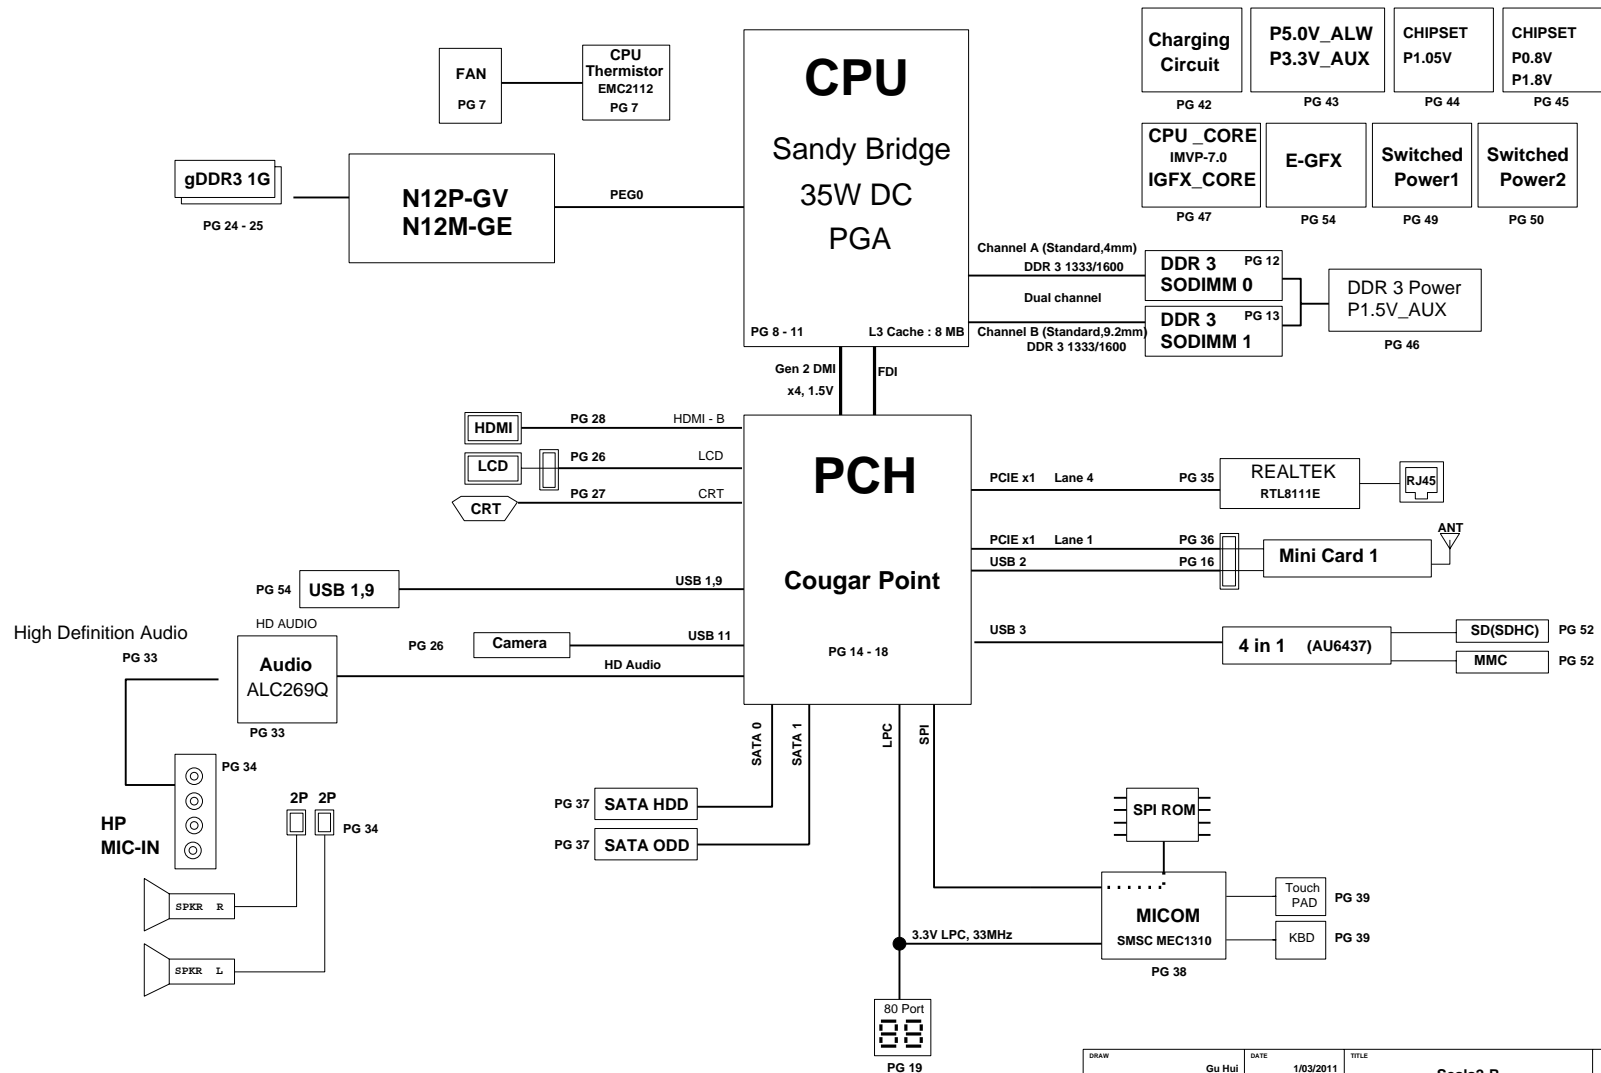 FAN
PG 7
CPU
Thermistor
EMC2112
PG 7
CPU
Sandy Bridge
35W DC
PGA
PG 8 - 11
L3 Cache : 8 MB
Charging
Circuit
PG 42
P5.0V_ALW
P3.3V_AUX
PG 43
CHIPSET
P1.05V
PG 44
CHIPSET
P0.8V
P1.8V
PG 45
CPU _CORE
IMVP-7.0
IGFX_CORE
PG 47
E-GFX
PG 54
Switched
Power1
PG 49
Switched
Power2
PG 50
gDDR3 1G
PG 24 - 25
N12P-GV
N12M-GE
PEG0
Channel A (Standard,4mm)
DDR 3 1333/1600
Dual channel
Channel B (Standard,9.2mm)
DDR 3 1333/1600
DDR 3
PG 12
SODIMM 0
DDR 3
PG 13
SODIMM 1
DDR 3 Power
P1.5V_AUX
PG 46
Gen 2 DMI
x4, 1.5V
FDI
HDMI
PG 28
HDMI - B
LCD
PG 26
LCD
CRT
PG 27
CRT
PCH
Cougar Point
PG 14 - 18
PCIE x1
Lane 4
PG 35
REALTEK
RTL8111E
RJ45
PCIE x1
Lane 1
PG 36
USB 2
PG 16
Mini Card 1
ANT
PG 54
USB 1,9
USB 1,9
High Definition Audio
PG 33
HD AUDIO
Audio
ALC269Q
PG 33
PG 26
Camera
USB 11
HD Audio
USB 3
4 in 1
(AU6437)
SD(SDHC)
PG 52
MMC
PG 52
SATA 0
SATA 1
LPC
SPI
PG 34
HP
MIC-IN
2P
2P
PG 34
SPKR R
SPKR L
PG 37
SATA HDD
PG 37
SATA ODD
SPI ROM
MICOM
SMSC MEC1310
PG 38
Touch
PAD
PG 39
KBD
PG 39
3.3V LPC, 33MHz
80 Port
88
PG 19
DRAW
Gu Hui
DATE
1/03/2011
TITLE